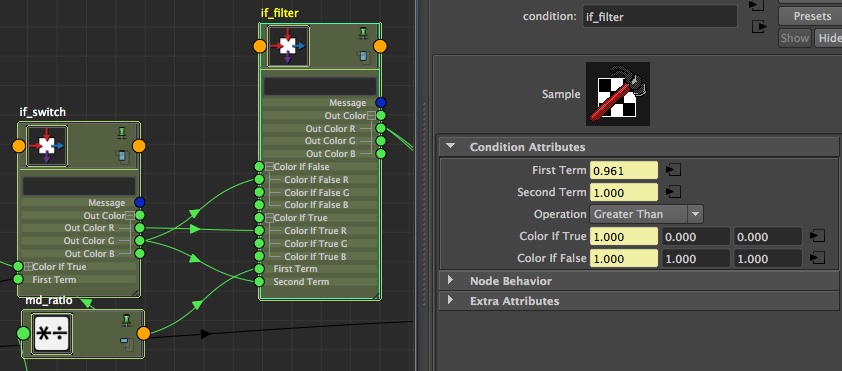 if_filter
Message
Out Color
Out Color R
Out Color G
Out Color B
Color If False
Color If False R
Color If False G
Color If False B
Color If True
Color If True R
Color If True G
Color If True B
First Term
Second Term
if_switch
Message
Out Color
Out Color R
Out Color G
Out Color B
Color If True
First Term
md_ratio
condition: if_filter
Presets
Show Hide
Sample
Condition Attributes
First Term 0.961
Second Term 1.000
Operation Greater Than
Color If True 1.000 0.000 0.000
Color If False 1.000 1.000 1.000
Node Behavior
Extra Attributes